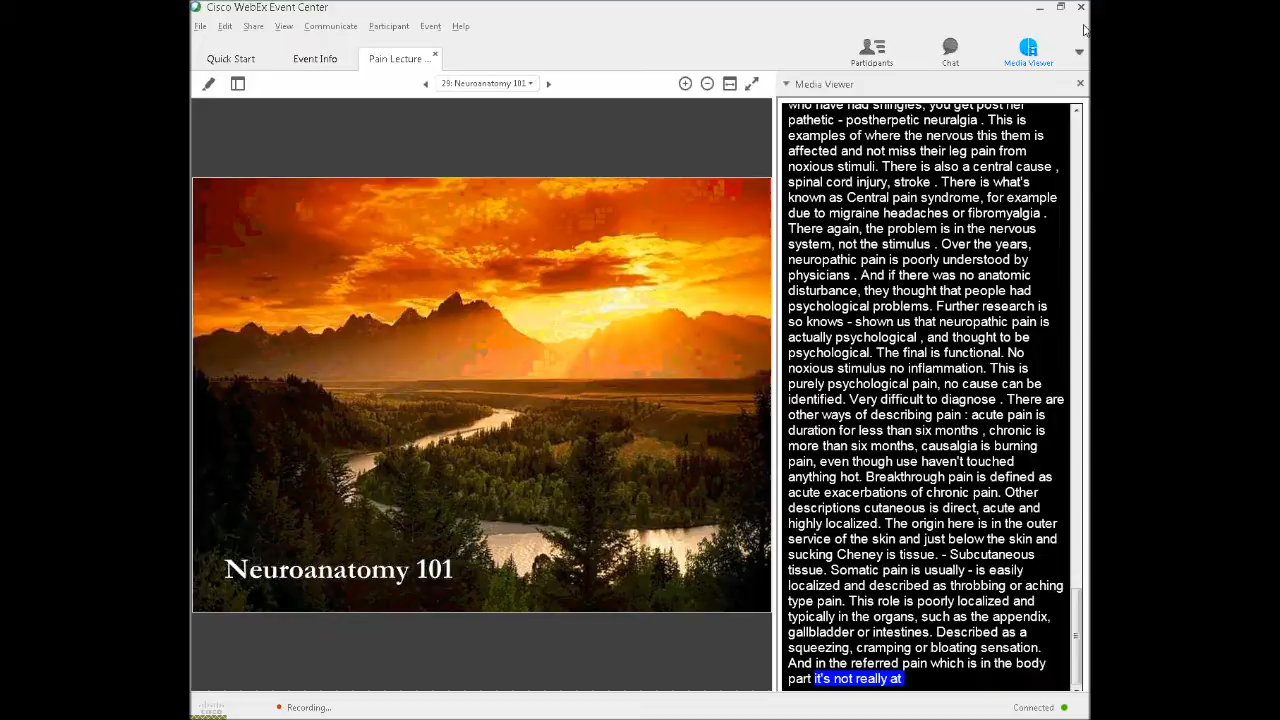 Cisco WebEx Event Center
File Edit Share View Communicate Participant Event Help
Quick Start Event Info Pain Lecture ...
Participants Chat Media Viewer
29: Neuroanatomy 101
Media Viewer
who have had shingles, you get post her
pathetic - postherpetic neuralgia . This is
examples of where the nervous this them is
affected and not miss their leg pain from
noxious stimuli. There is also a central cause ,
spinal cord injury, stroke . There is what's
known as Central pain syndrome, for example
due to migraine headaches or fibromyalgia .
There again, the problem is in the nervous
system, not the stimulus . Over the years,
neuropathic pain is poorly understood by
physicians . And if there was no anatomic
disturbance, they thought that people had
psychological problems. Further research is
so knows - shown us that neuropathic pain is
actually psychological , and thought to be
psychological. The final is functional. No
noxious stimulus no inflammation. This is
purely psychological pain, no cause can be
identified. Very difficult to diagnose . There are
other ways of describing pain : acute pain is
duration for less than six months , chronic is
more than six months, causalgia is burning
pain, even though use haven't touched
anything hot. Breakthrough pain is defined as
acute exacerbations of chronic pain. Other
descriptions cutaneous is direct, acute and
highly localized. The origin here is in the outer
service of the skin and just below the skin and
sucking Cheney is tissue. - Subcutaneous
tissue. Somatic pain is usually - is easily
localized and described as throbbing or aching
type pain. This role is poorly localized and
typically in the organs, such as the appendix,
gallbladder or intestines. Described as a
squeezing, cramping or bloating sensation.
And in the referred pain which is in the body
part it's not really at
Neuroanatomy 101
CISCO
Recording...
Connected